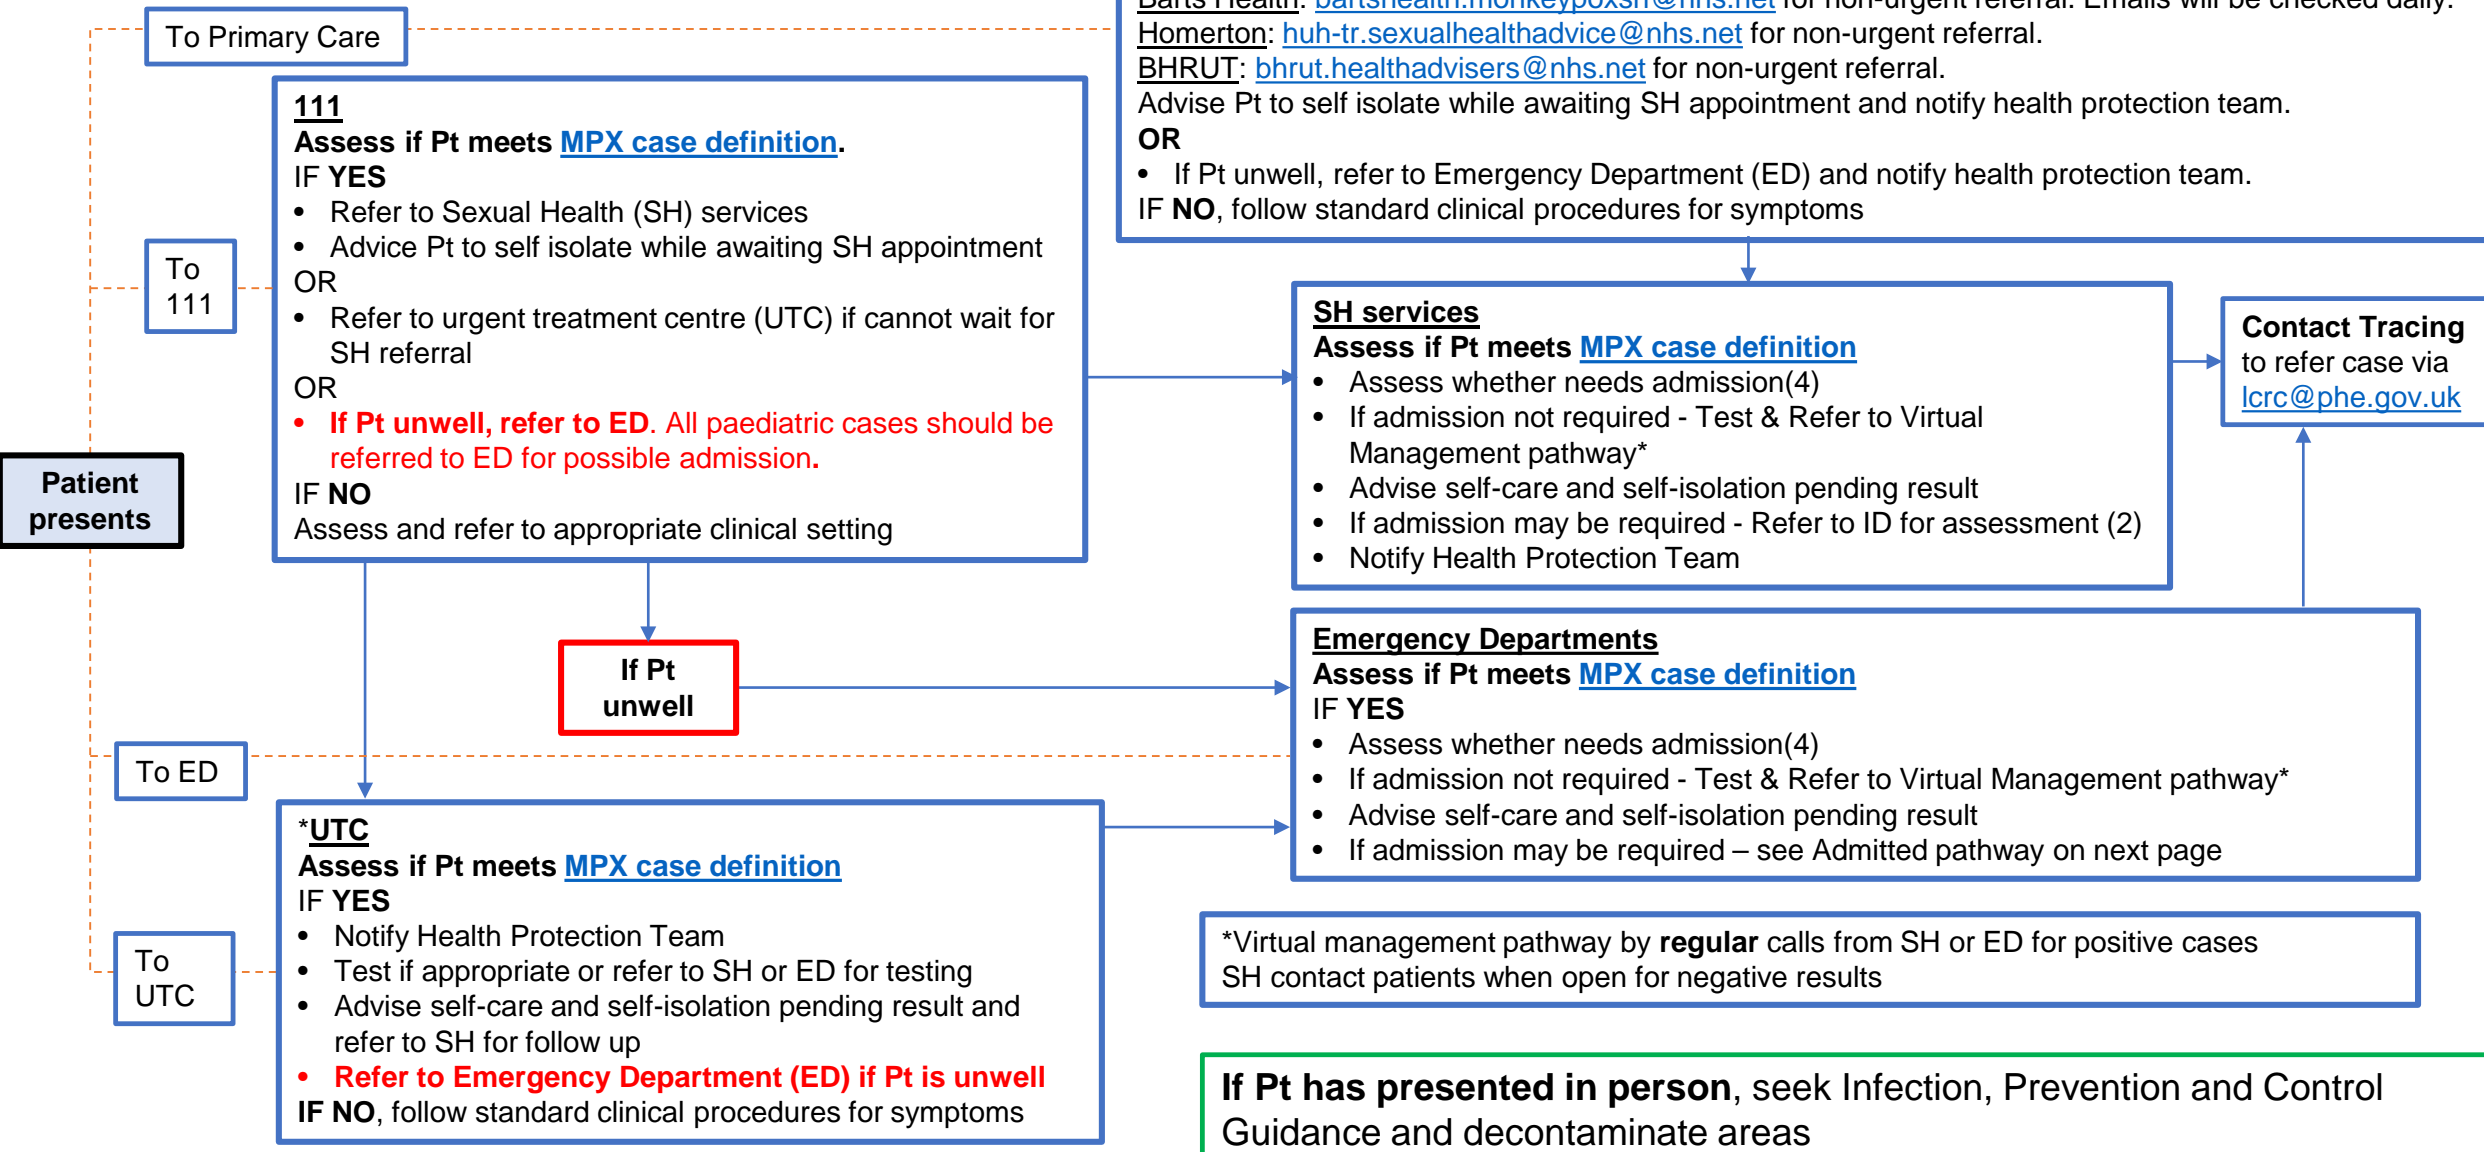 Barts Health: bartshealth.monkeypoxsh@nhs.net for non-urgent referral. Emails will be checked daily.
Homerton: huh-tr.sexualhealthadvice@nhs.net for non-urgent referral.
BHRUT: bhrut.healthadvisers@nhs.net for non-urgent referral.
Advise Pt to self isolate while awaiting SH appointment and notify health protection team.
OR
• If Pt unwell, refer to Emergency Department (ED) and notify health protection team.
IF NO, follow standard clinical procedures for symptoms
To Primary Care
111
Assess if Pt meets MPX case definition.
IF YES
• Refer to Sexual Health (SH) services
• Advice Pt to self isolate while awaiting SH appointment
OR
• Refer to urgent treatment centre (UTC) if cannot wait for
SH referral
OR
• If Pt unwell, refer to ED. All paediatric cases should be
referred to ED for possible admission.
IF NO
Assess and refer to appropriate clinical setting
To
111
SH services
Assess if Pt meets MPX case definition
• Assess whether needs admission(4)
• If admission not required - Test & Refer to Virtual
Management pathway*
• Advise self-care and self-isolation pending result
• If admission may be required - Refer to ID for assessment (2)
• Notify Health Protection Team
Contact Tracing
to refer case via
lcrc@phe.gov.uk
Patient
presents
If Pt
unwell
Emergency Departments
Assess if Pt meets MPX case definition
IF YES
• Assess whether needs admission(4)
• If admission not required - Test & Refer to Virtual Management pathway*
• Advise self-care and self-isolation pending result
• If admission may be required – see Admitted pathway on next page
To ED
*UTC
Assess if Pt meets MPX case definition
IF YES
• Notify Health Protection Team
• Test if appropriate or refer to SH or ED for testing
• Advise self-care and self-isolation pending result and
refer to SH for follow up
• Refer to Emergency Department (ED) if Pt is unwell
IF NO, follow standard clinical procedures for symptoms
To
UTC
*Virtual management pathway by regular calls from SH or ED for positive cases
SH contact patients when open for negative results
If Pt has presented in person, seek Infection, Prevention and Control
Guidance and decontaminate areas